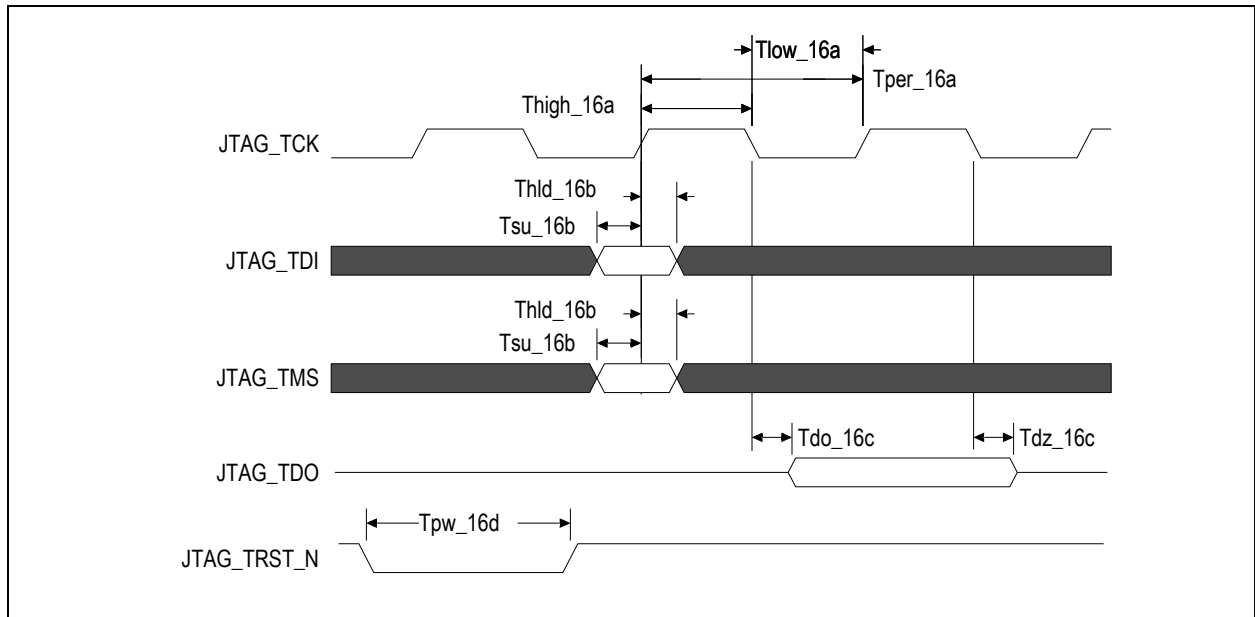 Tlow_16a
Tper_16a
Thigh_16a
JTAG_TCK
Thld_16b
Tsu_16b
JTAG_TDI
Thld_16b
Tsu_16b
JTAG_TMS
Tdo_16c
Tdz_16c
JTAG_TDO
Tpw_16d
JTAG_TRST_N